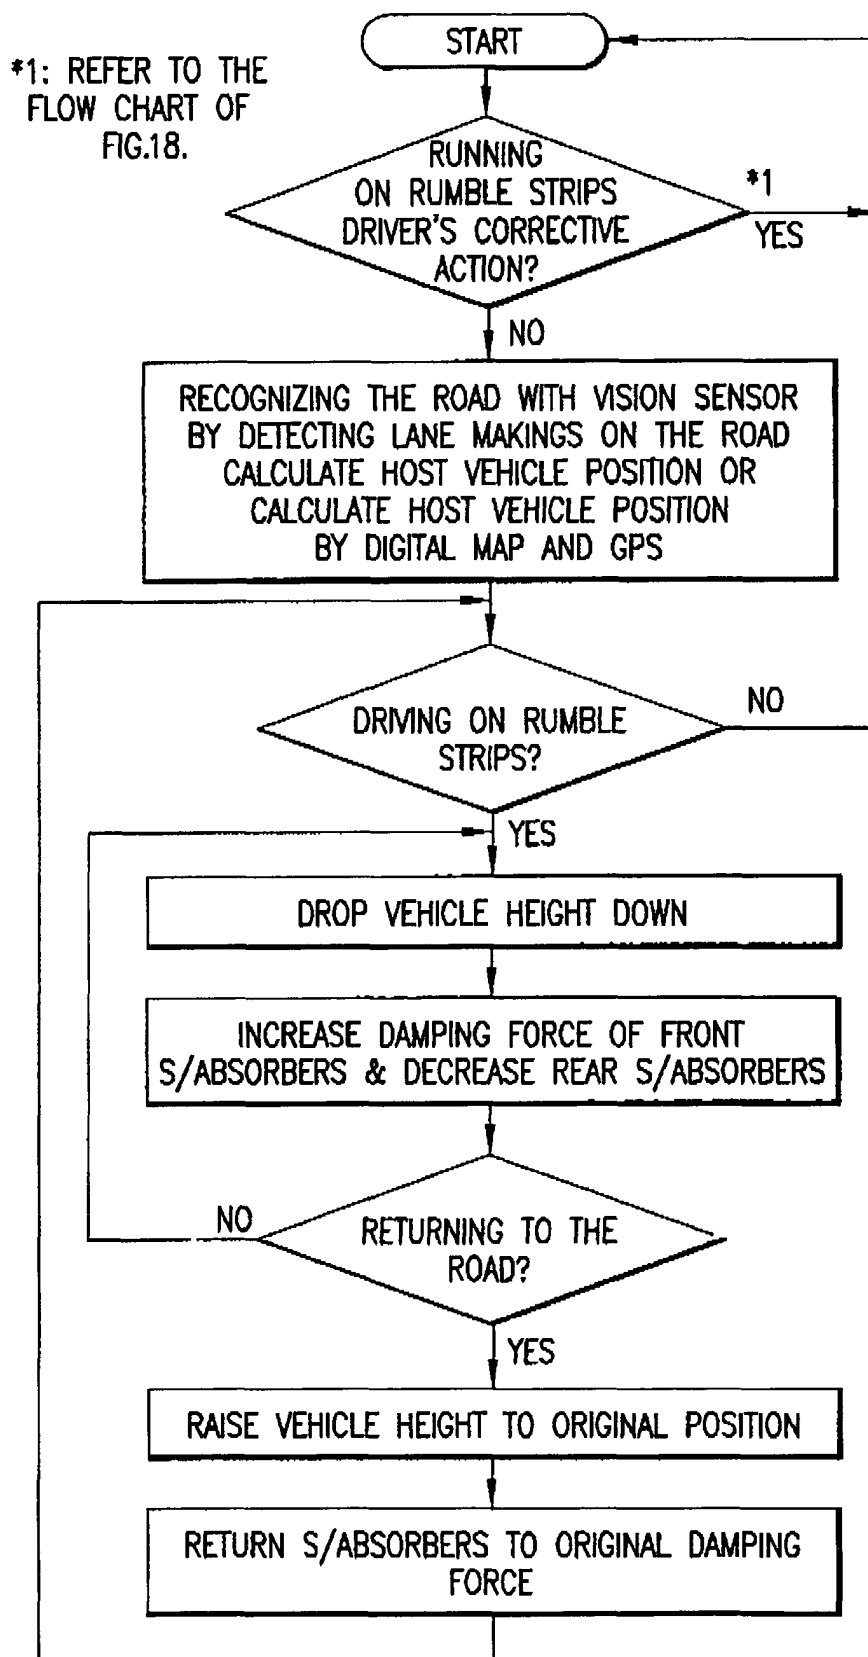 START
*1: REFER TO THE
FLOW CHART OF
FIG.18.
RUNNING
ON RUMBLE STRIPS
DRIVER'S CORRECTIVE
ACTION?
*1
YES
NO
RECOGNIZING THE ROAD WITH VISION SENSOR
BY DETECTING LANE MAKINGS ON THE ROAD
CALCULATE HOST VEHICLE POSITION OR
CALCULATE HOST VEHICLE POSITION
BY DIGITAL MAP AND GPS
DRIVING ON RUMBLE
STRIPS?
NO
YES
DROP VEHICLE HEIGHT DOWN
INCREASE DAMPING FORCE OF FRONT
S/ABSORBERS & DECREASE REAR S/ABSORBERS
NO
RETURNING TO THE
ROAD?
YES
RAISE VEHICLE HEIGHT TO ORIGINAL POSITION
RETURN S/ABSORBERS TO ORIGINAL DAMPING
FORCE